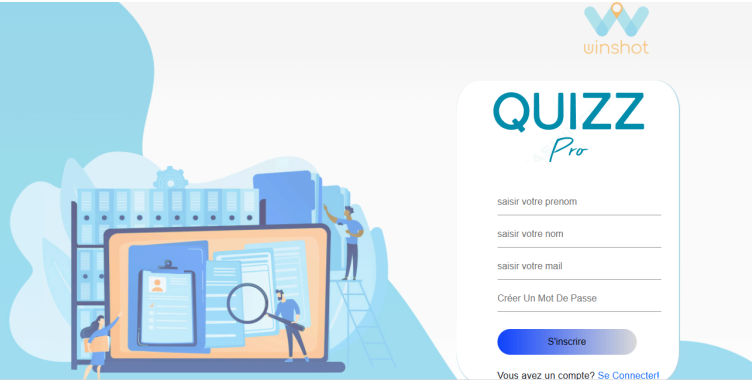 winshot
QUIZZ
Pro
saisir votre prenom
saisir votre nom
saisir votre mail
Créer Un Mot De Passe
S'inscrire
Vous avez un compte? Se Connecter!